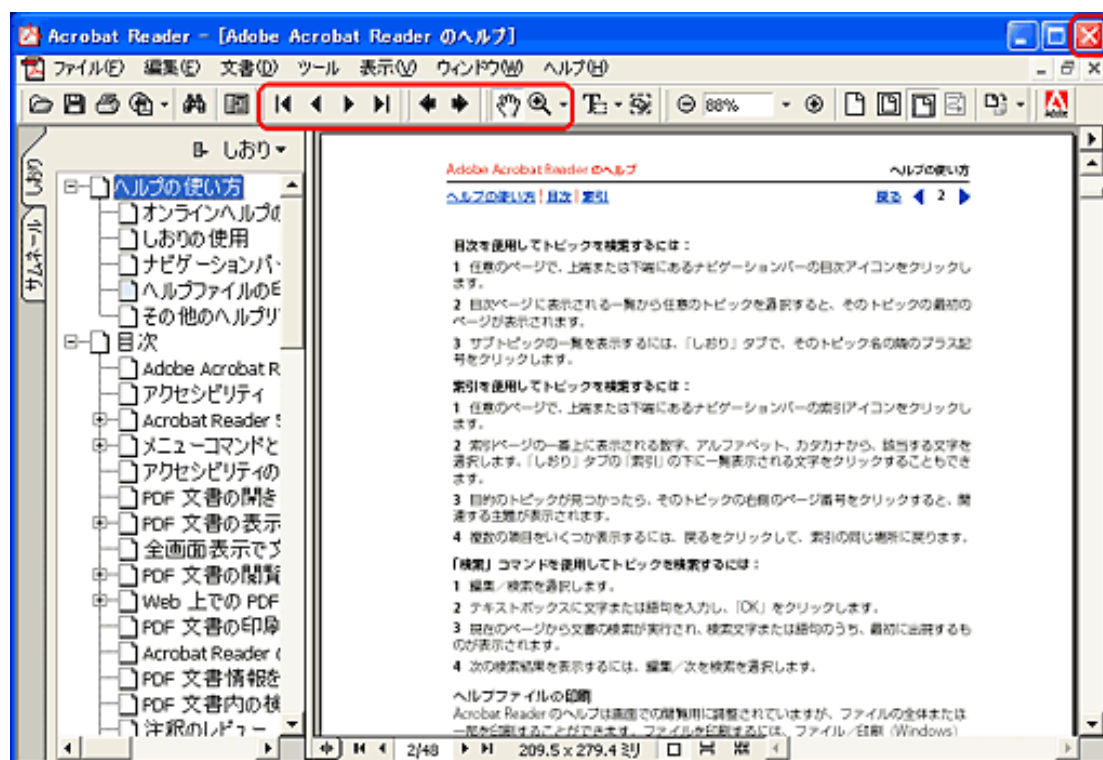 Acrobat Reader - [Adobe Acrobat Reader のヘルプ]
ファイル(F) 編集(E) 文書(D) ツール 表示(V) ウィンドウ(W) ヘルプ(H)
88%
しおり
サムネール
しおり
ヘルプの使い方
オンラインヘルプの
しおりの使用
ナビゲーションバー
ヘルプファイルの印
その他のヘルプリ
目次
Adobe Acrobat R
アクセシビリティ
Acrobat Reader 5
メニューコマンドと
アクセシビリティの
PDF 文書の開き
PDF 文書の表示
全画面表示で文
PDF 文書の閲覧
Web 上での PDF
PDF 文書の印刷
Acrobat Reader
PDF 文書情報を
PDF 文書内の検
注釈のレビュー
Adobe Acrobat Reader のヘルプ
ヘルプの使い方
ヘルプの使い方 | 目次 | 索引
戻る 2
目次を使用してトピックを検索するには：
1 任意のページで、上端または下端にあるナビゲーションバーの目次アイコンをクリックし
ます。
2 目次ページに表示される一覧から任意のトピックを選択すると、そのトピックの最初の
ページが表示されます。
3 サブトピックの一覧を表示するには、「しおり」タブで、そのトピック名の隣のプラス記
号をクリックします。
索引を使用してトピックを検索するには：
1 任意のページで、上端または下端にあるナビゲーションバーの索引アイコンをクリックし
ます。
2 索引ページの一番上に表示される数字、アルファベット、カタカナから、該当する文字を
選択します。「しおり」タブの「索引」の下に一覧表示される文字をクリックすることもでき
ます。
3 目的のトピックが見つかったら、そのトピックの右側のページ番号をクリックすると、関
連する主題が表示されます。
4 複数の項目をいくつか表示するには、戻るをクリックして、索引の同じ場所に戻ります。
「検索」コマンドを使用してトピックを検索するには：
1 編集／検索を選択します。
2 テキストボックスに文字または語句を入力し、「OK」をクリックします。
3 現在のページから文書の検索が実行され、検索文字または語句のうち、最初に出現するも
のが表示されます。
4 次の検索結果を表示するには、編集／次を検索を選択します。
ヘルプファイルの印刷
Acrobat Reader のヘルプは画面での閲覧用に調整されていますが、ファイルの全体または
一部を印刷することができます。ファイルを印刷するには、ファイル／印刷（Windows）
2/48 209.5 x 279.4 ミリ